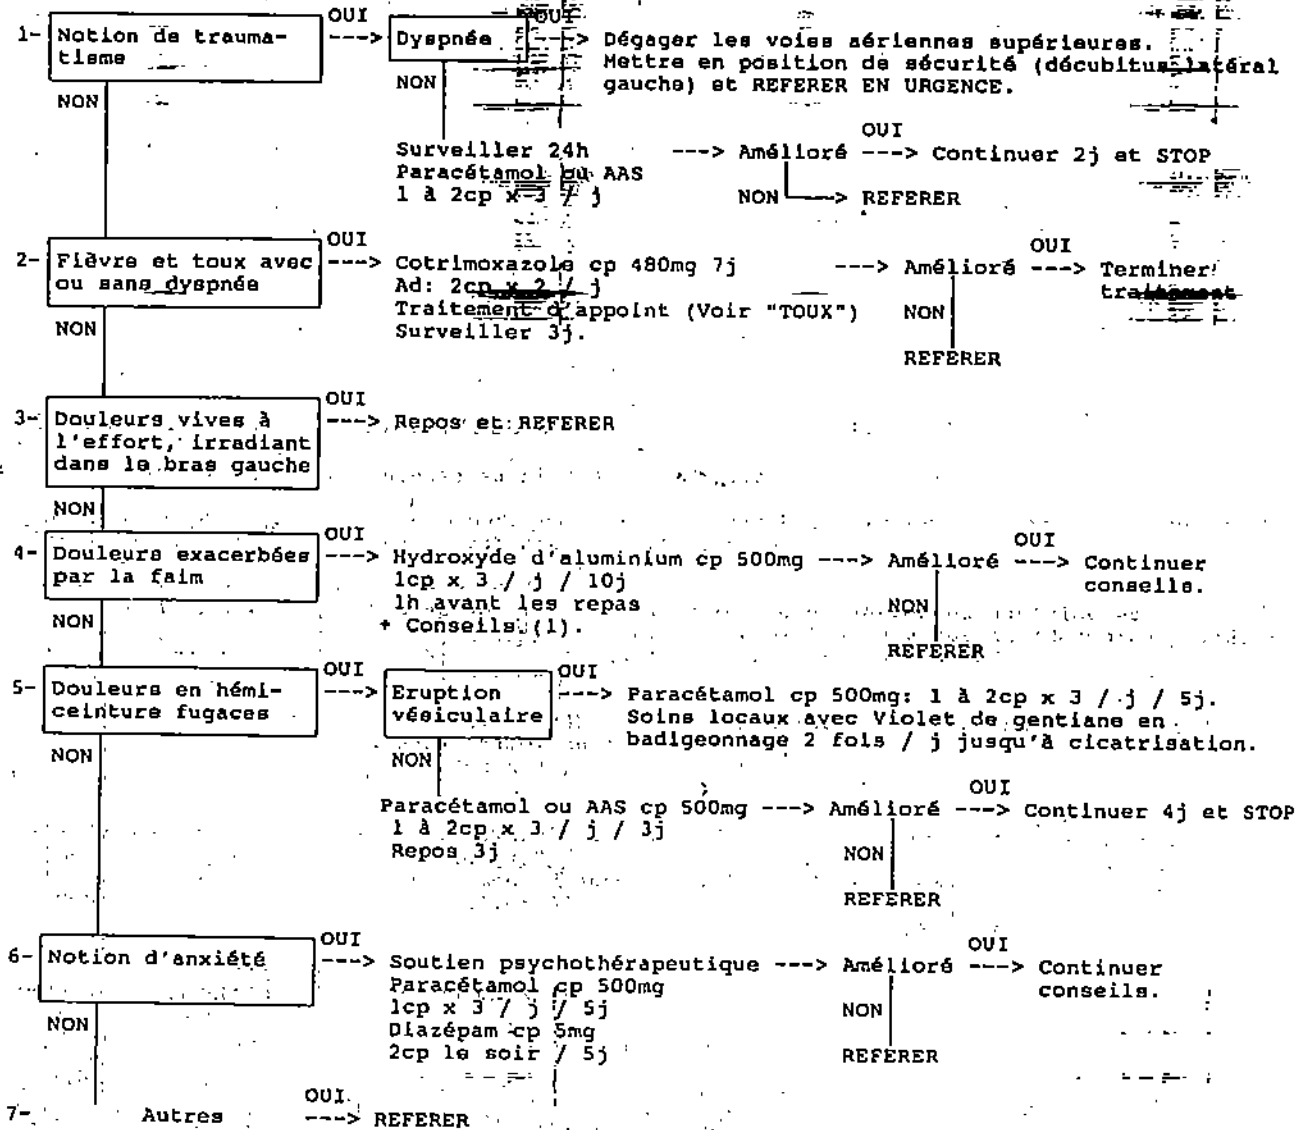 OUI OUI
1- Notion de trauma- ---> Dyspnée ---> Dégager les voies aériennes supérieures.
tisme Mettre en position de sécurité (décubitus latéral
NON NON gauche) et REFERER EN URGENCE.
OUI
Surveiller 24h ---> Amélioré ---> Continuer 2j et STOP
Paracétamol ou AAS
1 à 2cp x 3 / j NON ---> REFERER
OUI OUI
2- Fièvre et toux avec ---> Cotrimoxazole cp 480mg 7j ---> Amélioré ---> Terminer
ou sans dyspnée Ad: 2cp x 2 / j traitement
Traitement d'appoint (Voir "TOUX") NON
NON Surveiller 3j.
REFERER
OUI
3- Douleurs vives à ---> Repos et REFERER
l'effort, irradiant
dans le bras gauche
NON
OUI OUI
4- Douleurs exacerbées ---> Hydroxyde d'aluminium cp 500mg ---> Amélioré ---> Continuer
par la faim 1cp x 3 / j / 10j conseils.
1h avant les repas NON
NON + Conseils (1).
REFERER
OUI OUI
5- Douleurs en hémi- ---> Eruption ---> Paracétamol cp 500mg: 1 à 2cp x 3 / j / 5j.
ceinture fugaces vésiculaire Soins locaux avec Violet de gentiane en
badigeonnage 2 fois / j jusqu'à cicatrisation.
NON NON
OUI
Paracétamol ou AAS cp 500mg ---> Amélioré ---> Continuer 4j et STOP
1 à 2cp x 3 / j / 3j
Repos 3j NON
REFERER
OUI OUI
6- Notion d'anxiété ---> Soutien psychothérapeutique ---> Amélioré ---> Continuer
Paracétamol cp 500mg conseils.
1cp x 3 / j / 5j NON
NON Diazépam cp 5mg
2cp le soir / 5j REFERER
OUI
7- Autres ---> REFERER